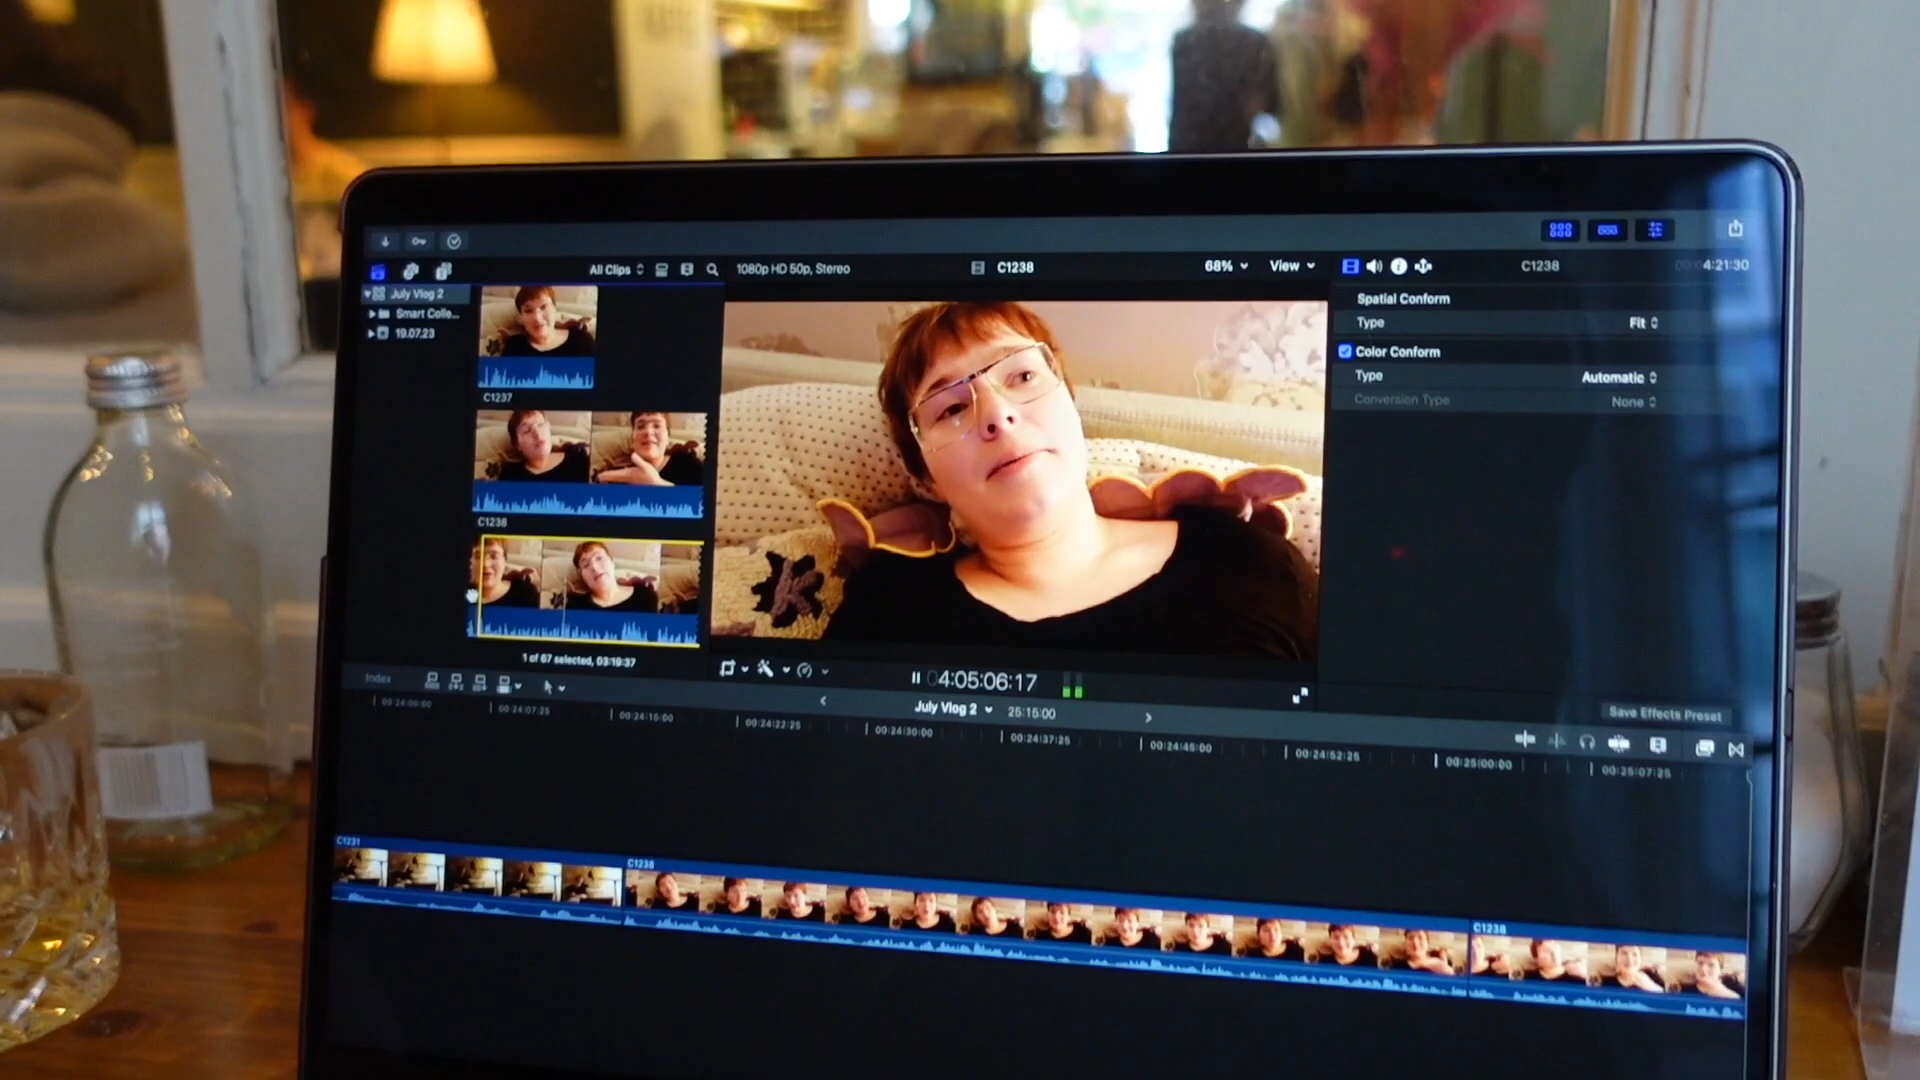 All Clips
1080p HD 50p, Stereo
C1238
68%
View
C1238
4:21:30
July Vlog 2
Smart Colle...
19.07.23
C1237
C1238
1 of 67 selected, 03:19:37
Spatial Conform
Type
Fit
Color Conform
Type
Automatic
Conversion Type
None
K
4:05:06:17
Save Effects Preset
Index
July Vlog 2
25:15:00
00:24:00:00
00:24:07:25
00:24:15:00
00:24:22:25
00:24:30:00
00:24:37:25
00:24:45:00
00:24:52:25
00:25:00:00
00:25:07:25
C1231
C1238
C1238